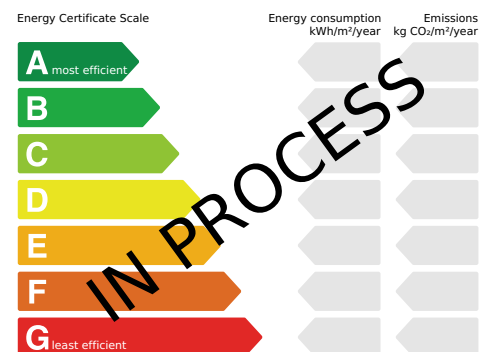 Energy Certificate Scale
Energy consumption
kWh/m²/year
Emissions
kg CO₂/m²/year
A most efficient
B
C
D
E
F
G least efficient
IN PROCESS